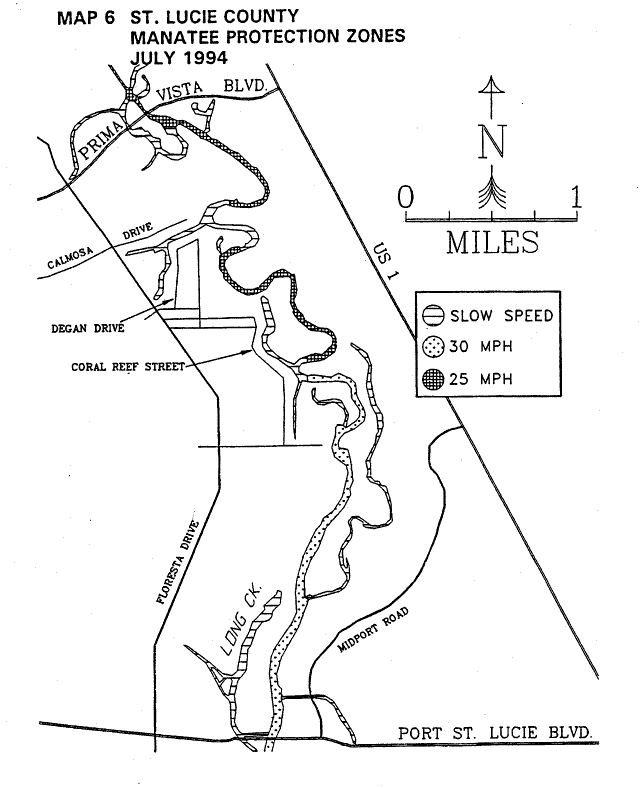 MAP 6 ST. LUCIE COUNTY
MANATEE PROTECTION ZONES
JULY 1994
PRIMA VISTA BLVD.
N
0 1
MILES
CALMOSA DRIVE
US 1
SLOW SPEED
30 MPH
25 MPH
DEGAN DRIVE
CORAL REEF STREET
FLORESTA DRIVE
LONG CK.
MIDPORT ROAD
PORT ST. LUCIE BLVD.